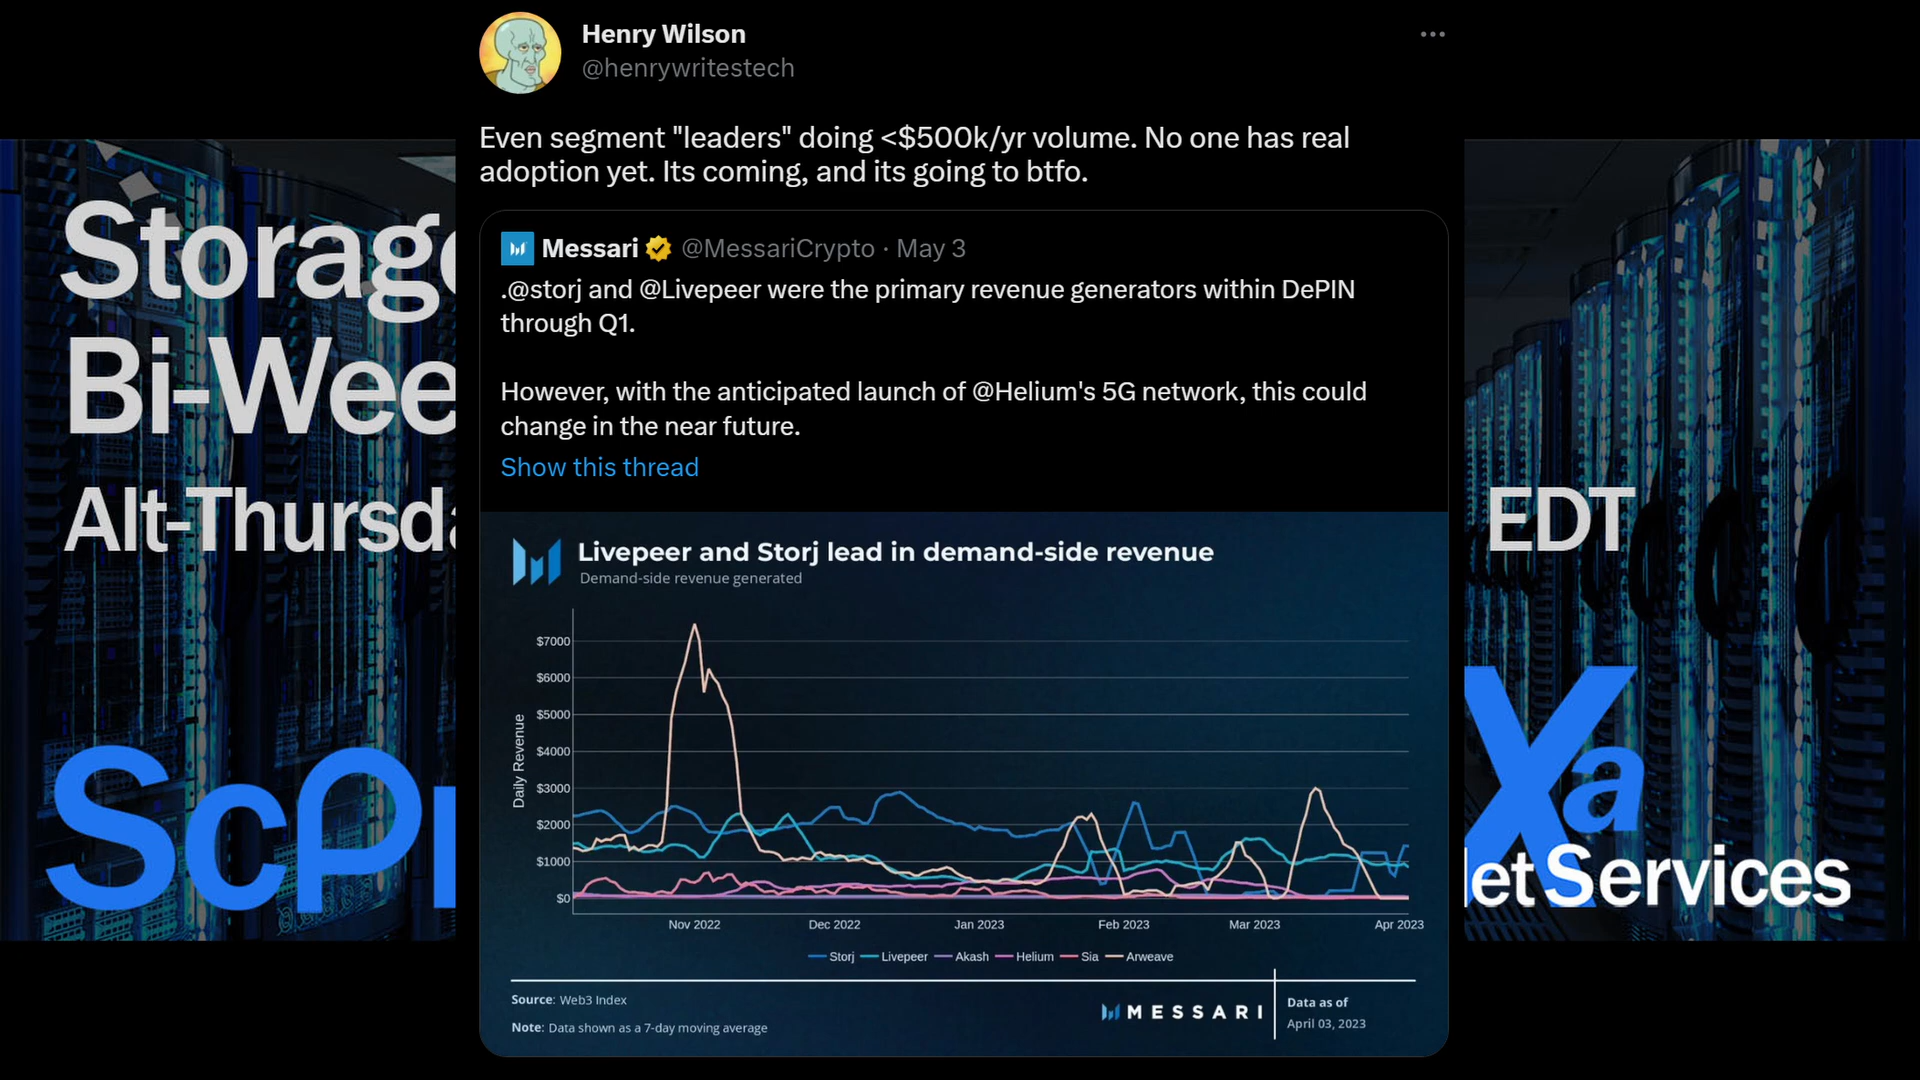 Henry Wilson
@henrywritestech
Even segment "leaders" doing <$500k/yr volume. No one has real
adoption yet. Its coming, and its going to btfo.
Messari @MessariCrypto · May 3
.@storj and @Livepeer were the primary revenue generators within DePIN
through Q1.
However, with the anticipated launch of @Helium's 5G network, this could
change in the near future.
Show this thread
Livepeer and Storj lead in demand-side revenue
Demand-side revenue generated
Daily Revenue
$7000
$6000
$5000
$4000
$3000
$2000
$1000
$0
Nov 2022 Dec 2022 Jan 2023 Feb 2023 Mar 2023 Apr 2023
Storj Livepeer Akash Helium Sia Arweave
Source: Web3 Index
Note: Data shown as a 7-day moving average
MESSARI
Data as of
April 03, 2023
Storag
Bi-Wee
Alt-Thursd
EDT
ScP
Xa
et Services